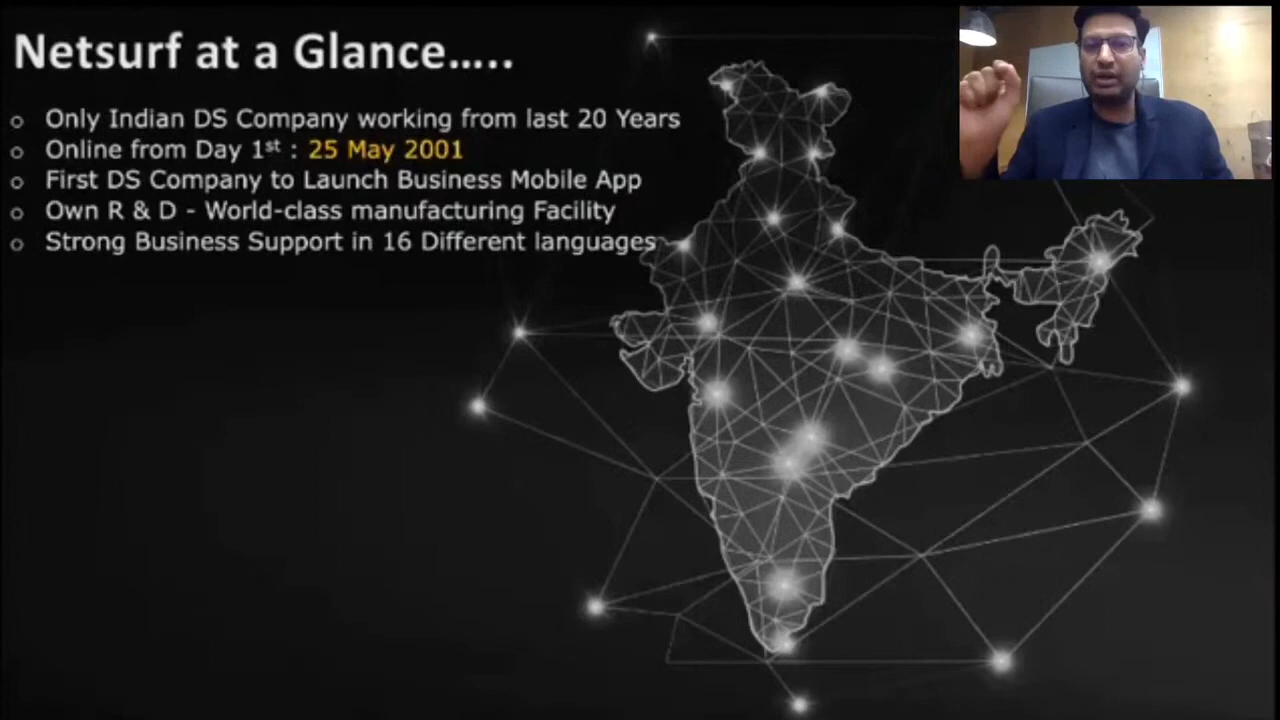 Netsurf at a Glance.....
o Only Indian DS Company working from last 20 Years
o Online from Day 1st : 25 May 2001
o First DS Company to Launch Business Mobile App
o Own R & D - World-class manufacturing Facility
o Strong Business Support in 16 Different languages